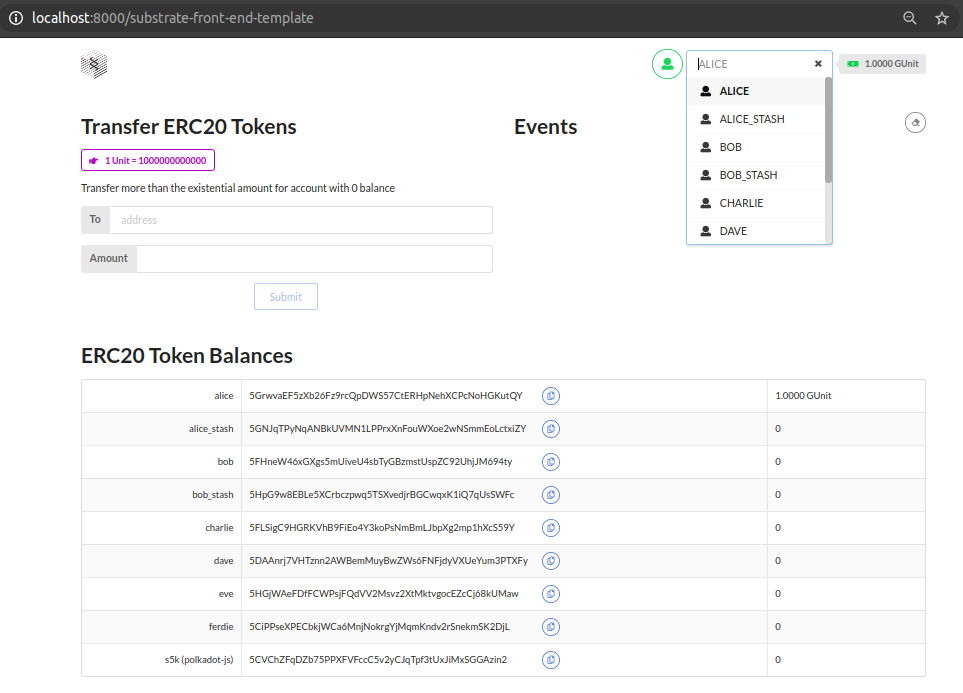 localhost:8000/substrate-front-end-template
ALICE
1.0000 GUnit
ALICE
ALICE_STASH
BOB
BOB_STASH
CHARLIE
DAVE
Transfer ERC20 Tokens
Events
1 Unit = 1000000000000
Transfer more than the existential amount for account with 0 balance
To address
Amount
Submit
ERC20 Token Balances
alice 5GrwvaEF5zXb26Fz9rcQpDWS57CtERHpNehXCPcNoHGKutQY 1.0000 GUnit
alice_stash 5GNJqTPyNqANBkUVMN1LPPrxXnFouWXoe2wNSmmEoLctxiZY 0
bob 5FHneW46xGXgs5mUiveU4sbTyGBzmstUspZC92UhjJM694ty 0
bob_stash 5HpG9w8EBLe5XCrbczpwq5TSXvedjrBGCwqxK1iQ7qUsSWFc 0
charlie 5FLSigC9HGRKVhB9FiEo4Y3koPsNmBmLJbpXg2mp1hXcS59Y 0
dave 5DAAnrj7VHTznn2AWBemMuyBwZWs6FNFjdyVXUeYum3PTXFy 0
eve 5HGjWAeFDfFCWPsjFQdVV2Msvz2XtMktvgocEZcCj68kUMaw 0
ferdie 5CiPPseXPECbkjWCa6MnjNokrgYjMqmKndv2rSnekmSK2DjL 0
s5k (polkadot-js) 5CVChZFqDZb75PPXFVFccC5v2yCJqTpf3tUxJiMxSGGAzin2 0